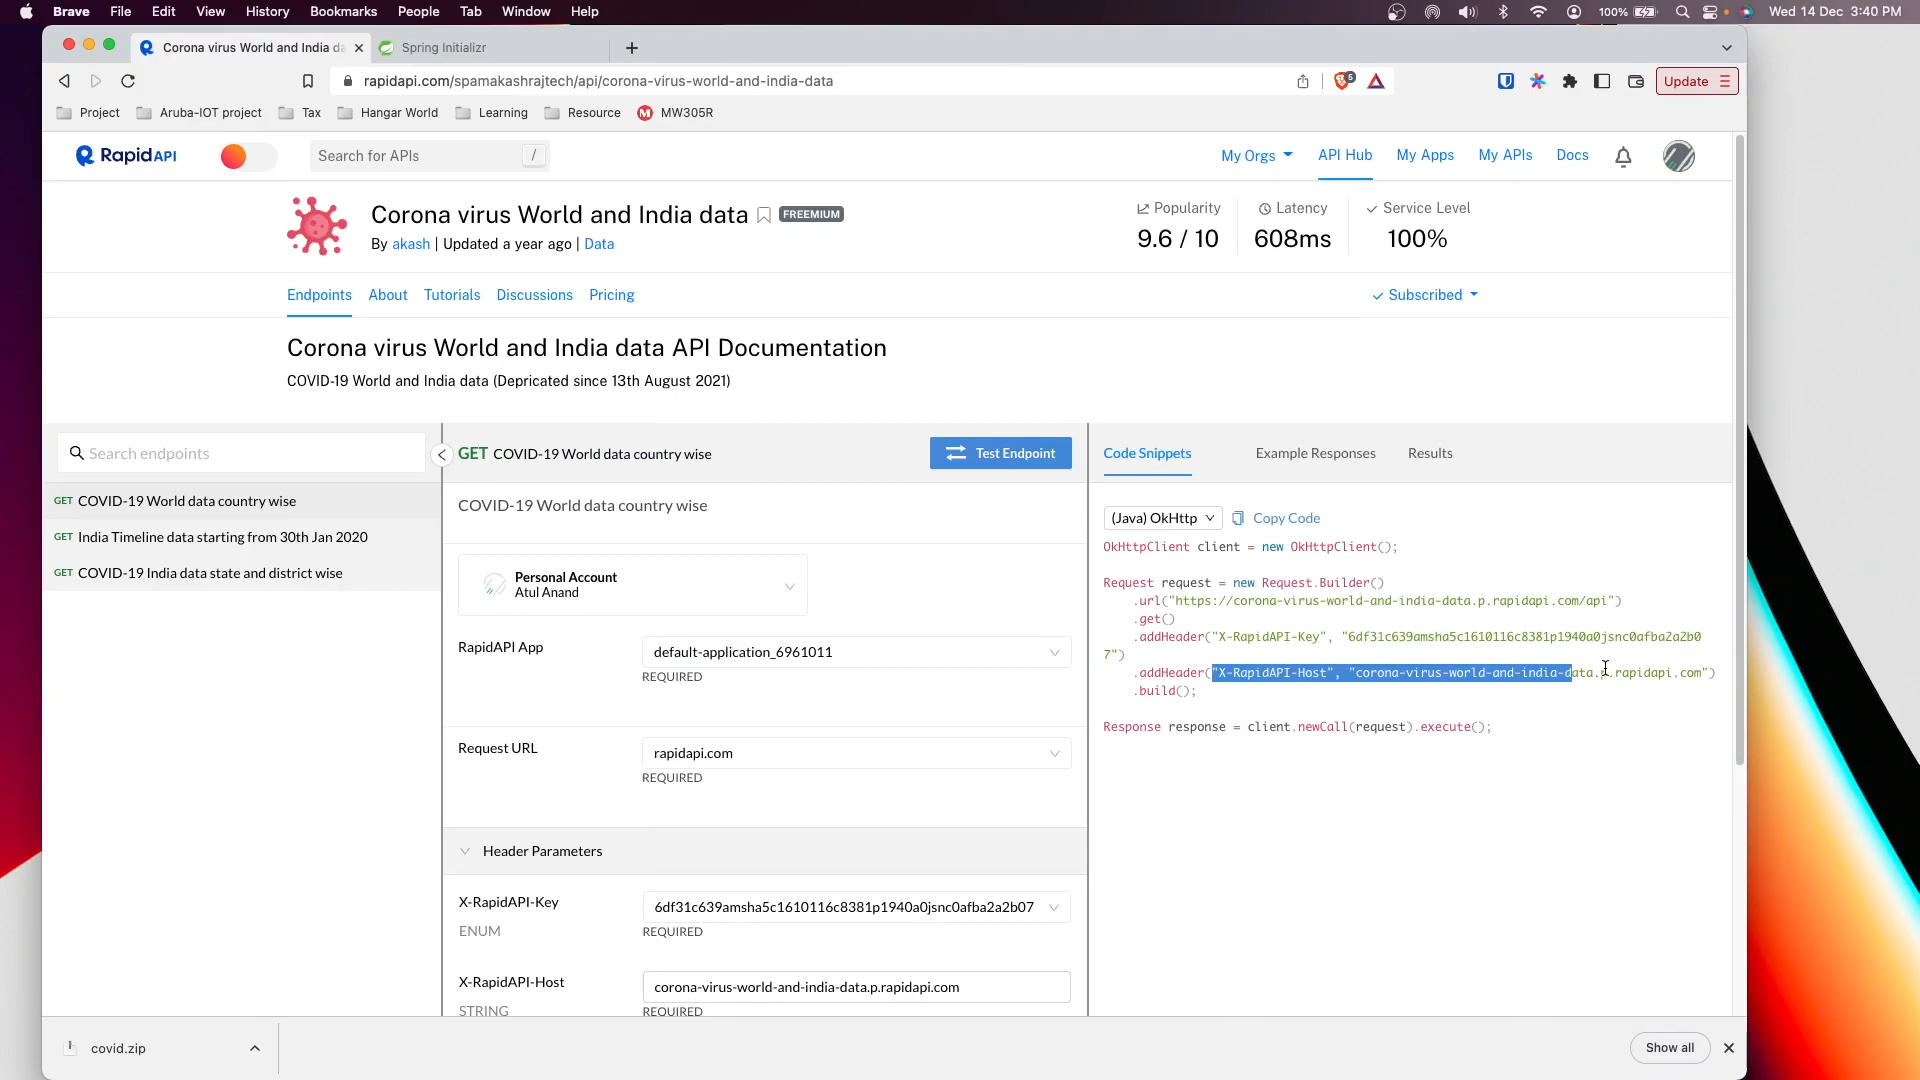 Brave File Edit View History Bookmarks People Tab Window Help 100% Wed 14 Dec 3:40 PM
Corona virus World and India da Spring Initializr
rapidapi.com/spamakashrajtech/api/corona-virus-world-and-india-data 5 Update
Project Aruba-IOT project Tax Hangar World Learning Resource MW305R
Rapid API Search for APIs / My Orgs API Hub My Apps My APIs Docs
Corona virus World and India data FREEMIUM
By akash | Updated a year ago | Data
Popularity Latency Service Level
9.6 / 10 608ms 100%
Endpoints About Tutorials Discussions Pricing Subscribed
Corona virus World and India data API Documentation
COVID-19 World and India data (Depricated since 13th August 2021)
Search endpoints
GET COVID-19 World data country wise
GET India Timeline data starting from 30th Jan 2020
GET COVID-19 India data state and district wise
GET COVID-19 World data country wise Test Endpoint
COVID-19 World data country wise
Personal Account
Atul Anand
RapidAPI App default-application_6961011
REQUIRED
Request URL rapidapi.com
REQUIRED
Header Parameters
X-RapidAPI-Key 6df31c639amsha5c1610116c8381p1940a0jsnc0afba2a2b07
ENUM REQUIRED
X-RapidAPI-Host corona-virus-world-and-india-data.p.rapidapi.com
STRING REQUIRED
Code Snippets Example Responses Results
(Java) OkHttp Copy Code
OkHttpClient client = new OkHttpClient();
Request request = new Request.Builder()
.url("https://corona-virus-world-and-india-data.p.rapidapi.com/api")
.get()
.addHeader("X-RapidAPI-Key", "6df31c639amsha5c1610116c8381p1940a0jsnc0afba2a2b0
7")
.addHeader("X-RapidAPI-Host", "corona-virus-world-and-india-data.p.rapidapi.com")
.build();
Response response = client.newCall(request).execute();
covid.zip Show all